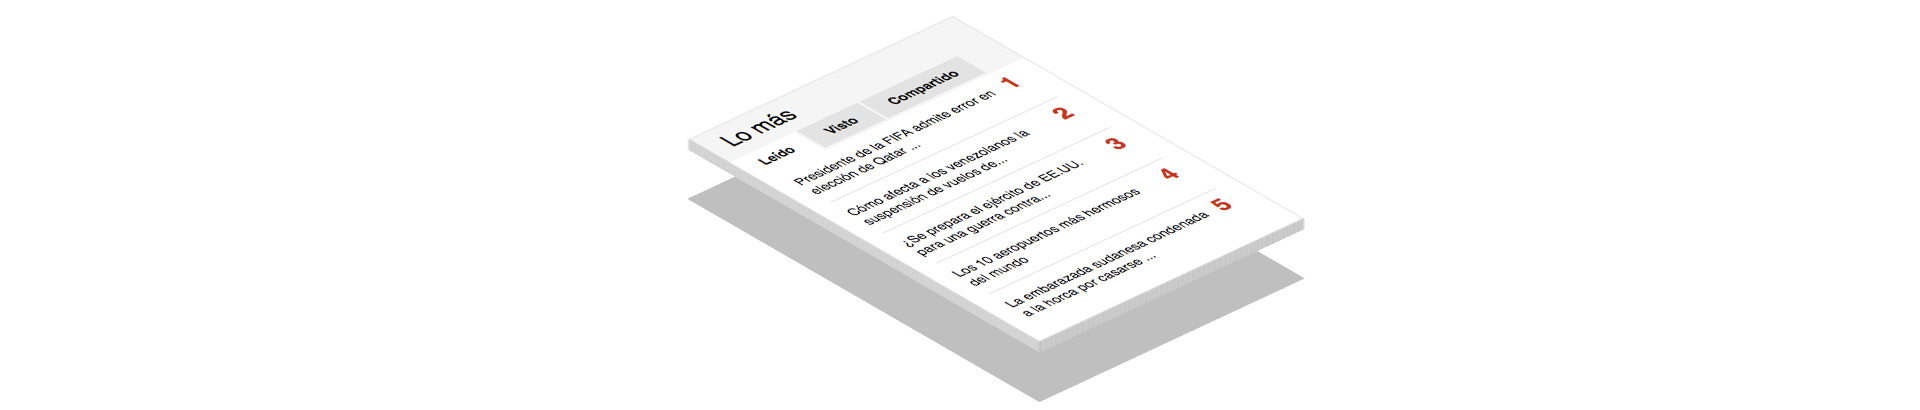 Lo más
Leído
Visto
Compartido
Presidente de la FIFA admite error en
elección de Qatar ...
1
Cómo afecta a los venezolanos la
suspensión de vuelos de...
2
¿Se prepara el ejército de EE.UU.
para una guerra contra...
3
Los 10 aeropuertos más hermosos
del mundo
4
La embarazada sudanesa condenada
a la horca por casarse ...
5